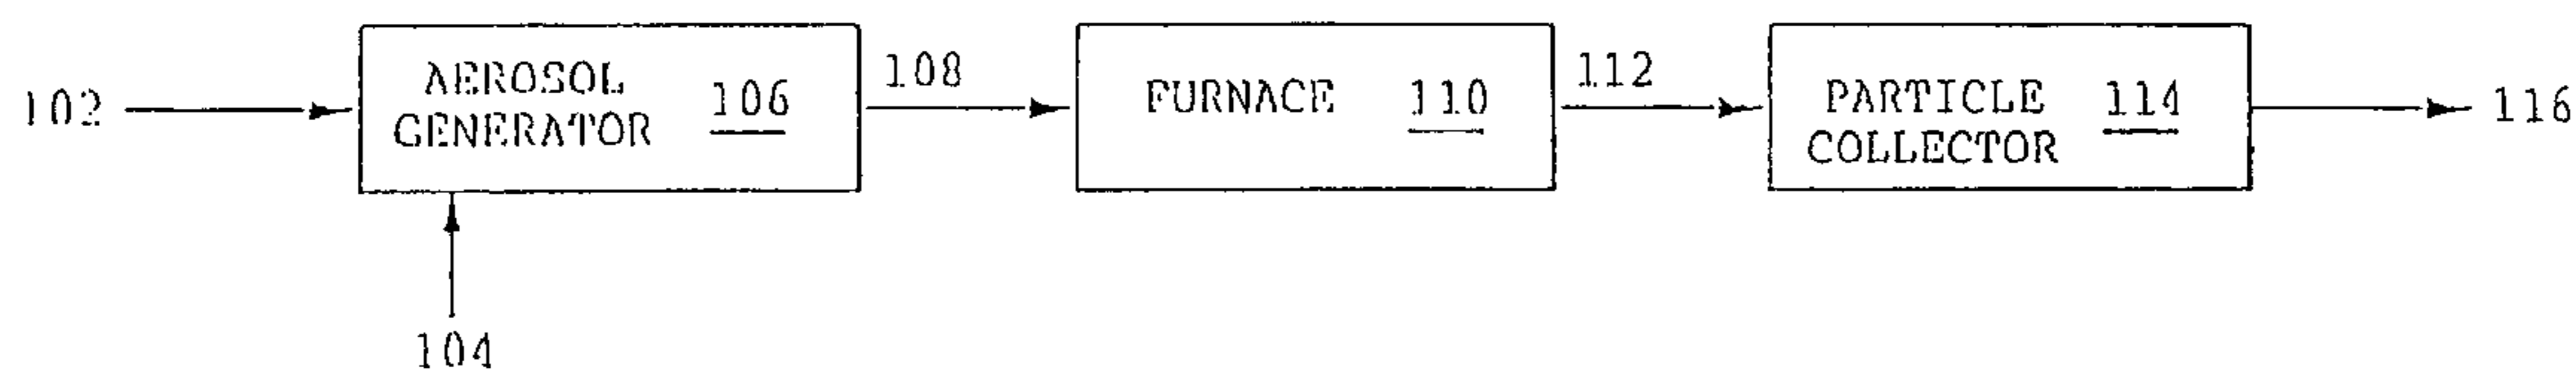 102
AEROSOL
GENERATOR 106
108
FURNACE 110
112
PARTICLE 114
COLLECTOR
116
104